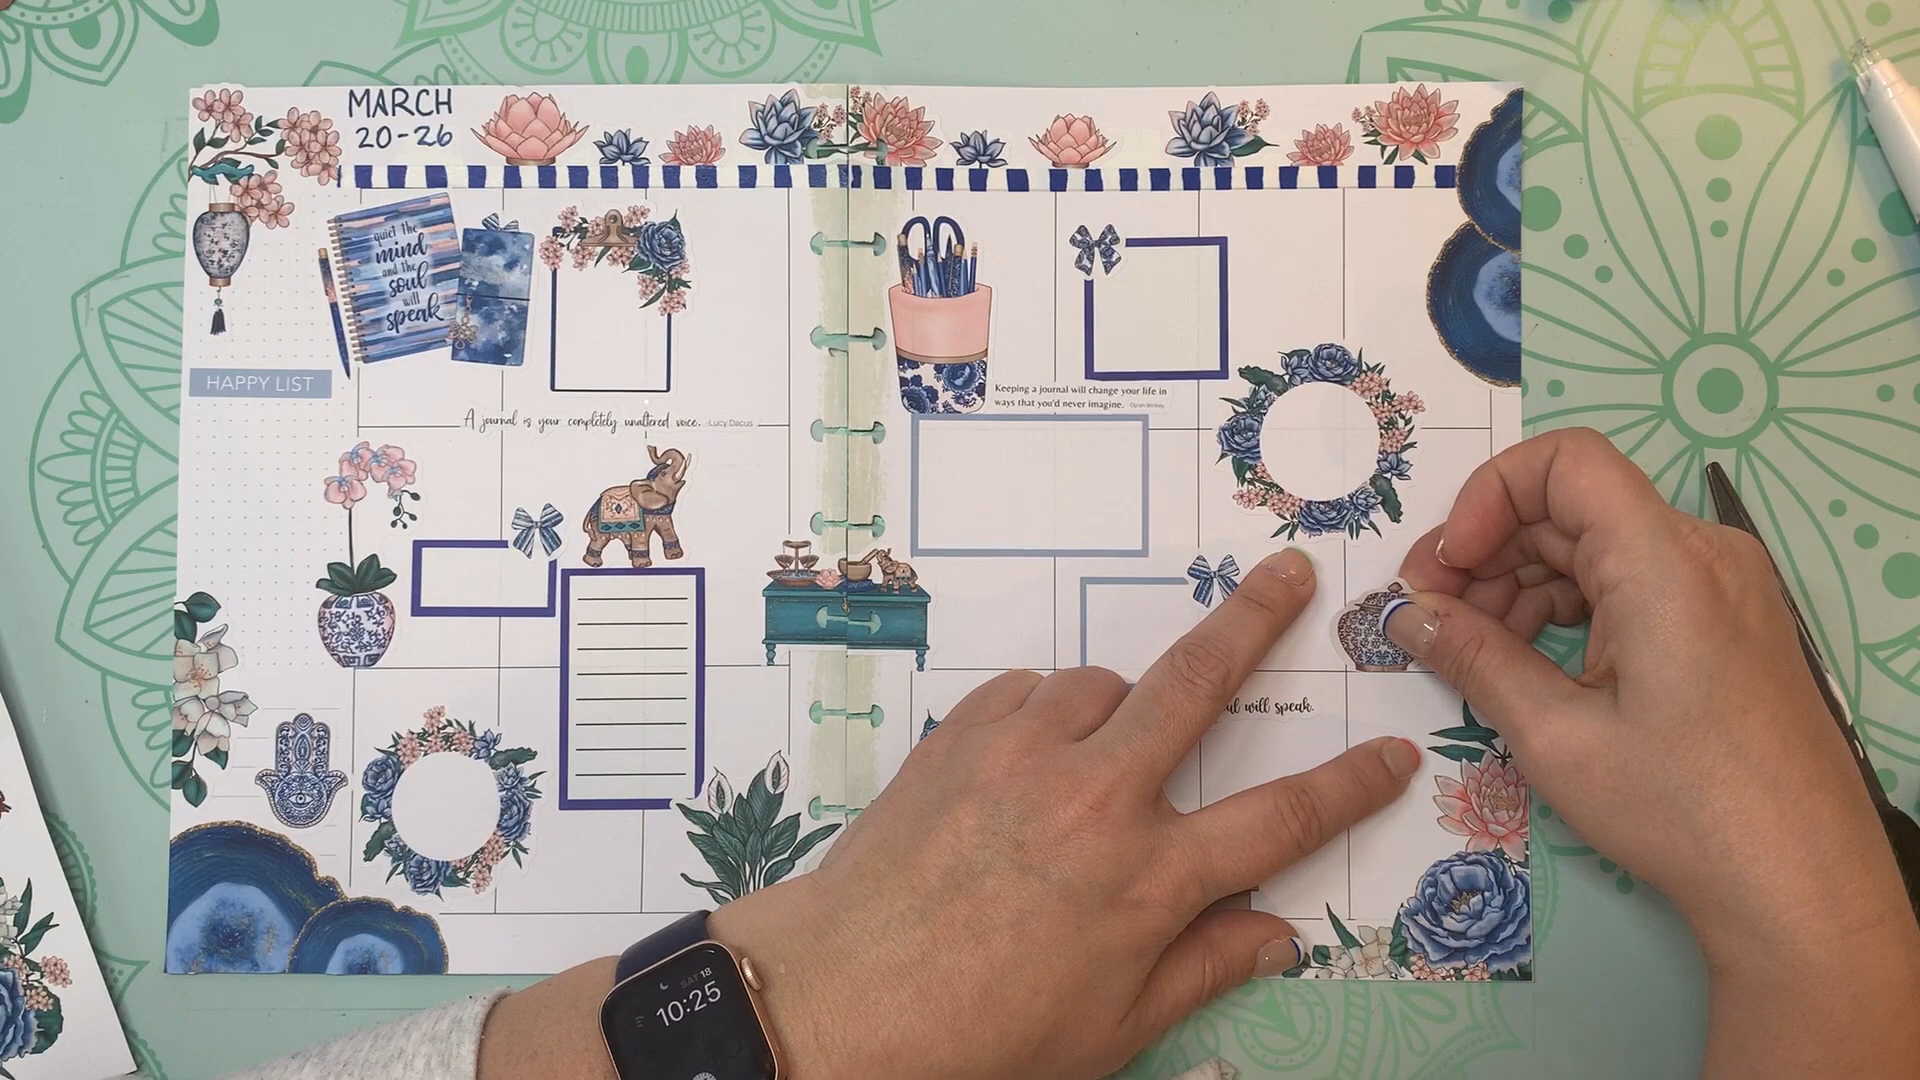 MARCH
20-26
quiet the
mind
and the
soul
will
speak
HAPPY LIST
A journal is your completely unaltered voice. -Lucy Dacus
Keeping a journal will change your life in
ways that you'd never imagine. -Oprah Winfrey
will speak.
SAT 18
10:25